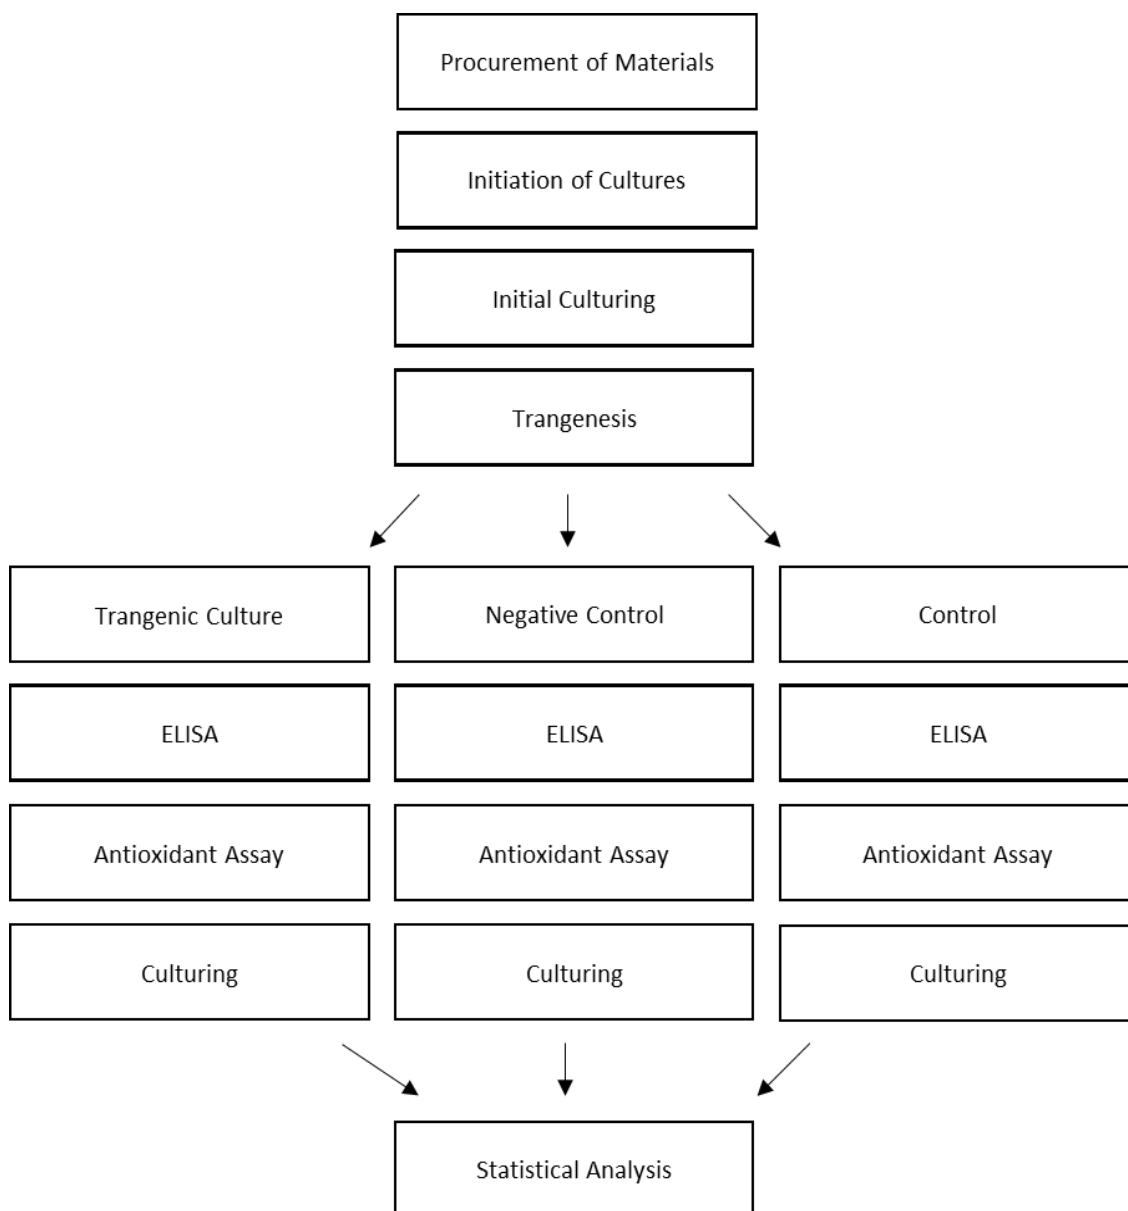 Procurement of Materials
Initiation of Cultures
Initial Culturing
Trangenesis
Trangenic Culture
Negative Control
Control
ELISA
ELISA
ELISA
Antioxidant Assay
Antioxidant Assay
Antioxidant Assay
Culturing
Culturing
Culturing
Statistical Analysis